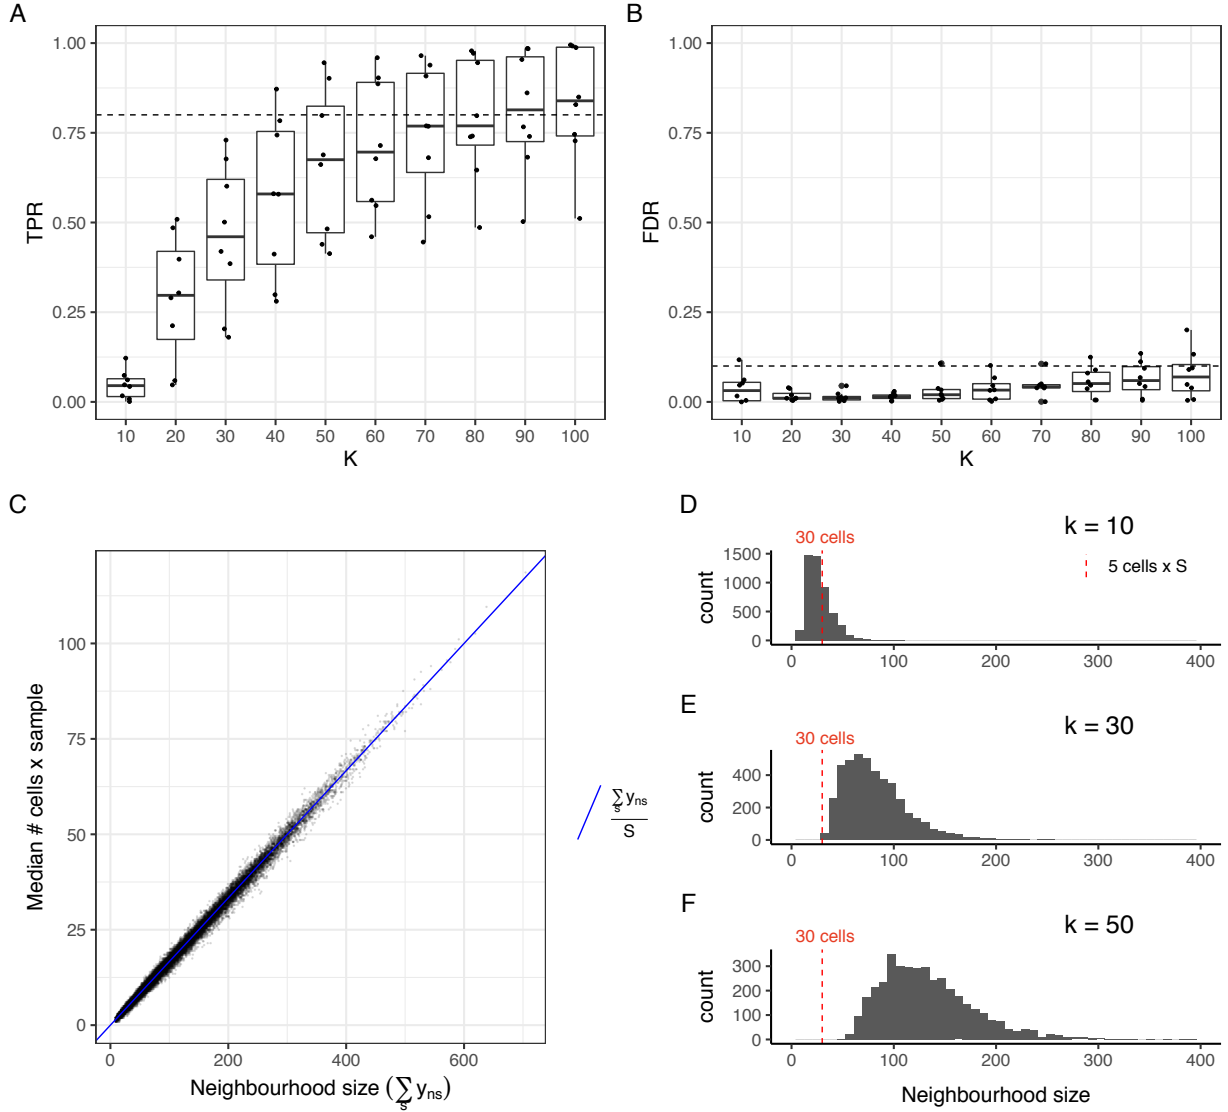 A
1.00
0.75
0.50
0.25
0.00
TPR
10 20 30 40 50 60 70 80 90 100
K
B
1.00
0.75
0.50
0.25
0.00
FDR
10 20 30 40 50 60 70 80 90 100
K
C
100
75
50
25
0
Median # cells x sample
0 200 400 600
Neighbourhood size (∑s yns)
∑s yns
S
D
k = 10
30 cells
5 cells x S
1500
1000
500
0
count
0 100 200 300 400
E
k = 30
30 cells
400
200
0
count
0 100 200 300 400
F
k = 50
30 cells
300
200
100
0
count
0 100 200 300 400
Neighbourhood size